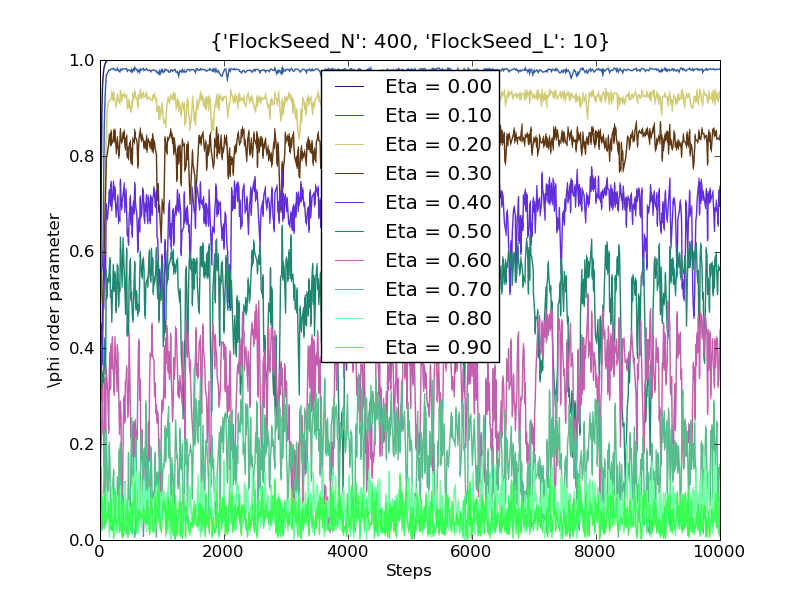 {'FlockSeed_N': 400, 'FlockSeed_L': 10}
1.0
0.8
0.6
0.4
0.2
0.0
\phi order parameter
Eta = 0.00
Eta = 0.10
Eta = 0.20
Eta = 0.30
Eta = 0.40
Eta = 0.50
Eta = 0.60
Eta = 0.70
Eta = 0.80
Eta = 0.90
0
2000
4000
6000
8000
10000
Steps